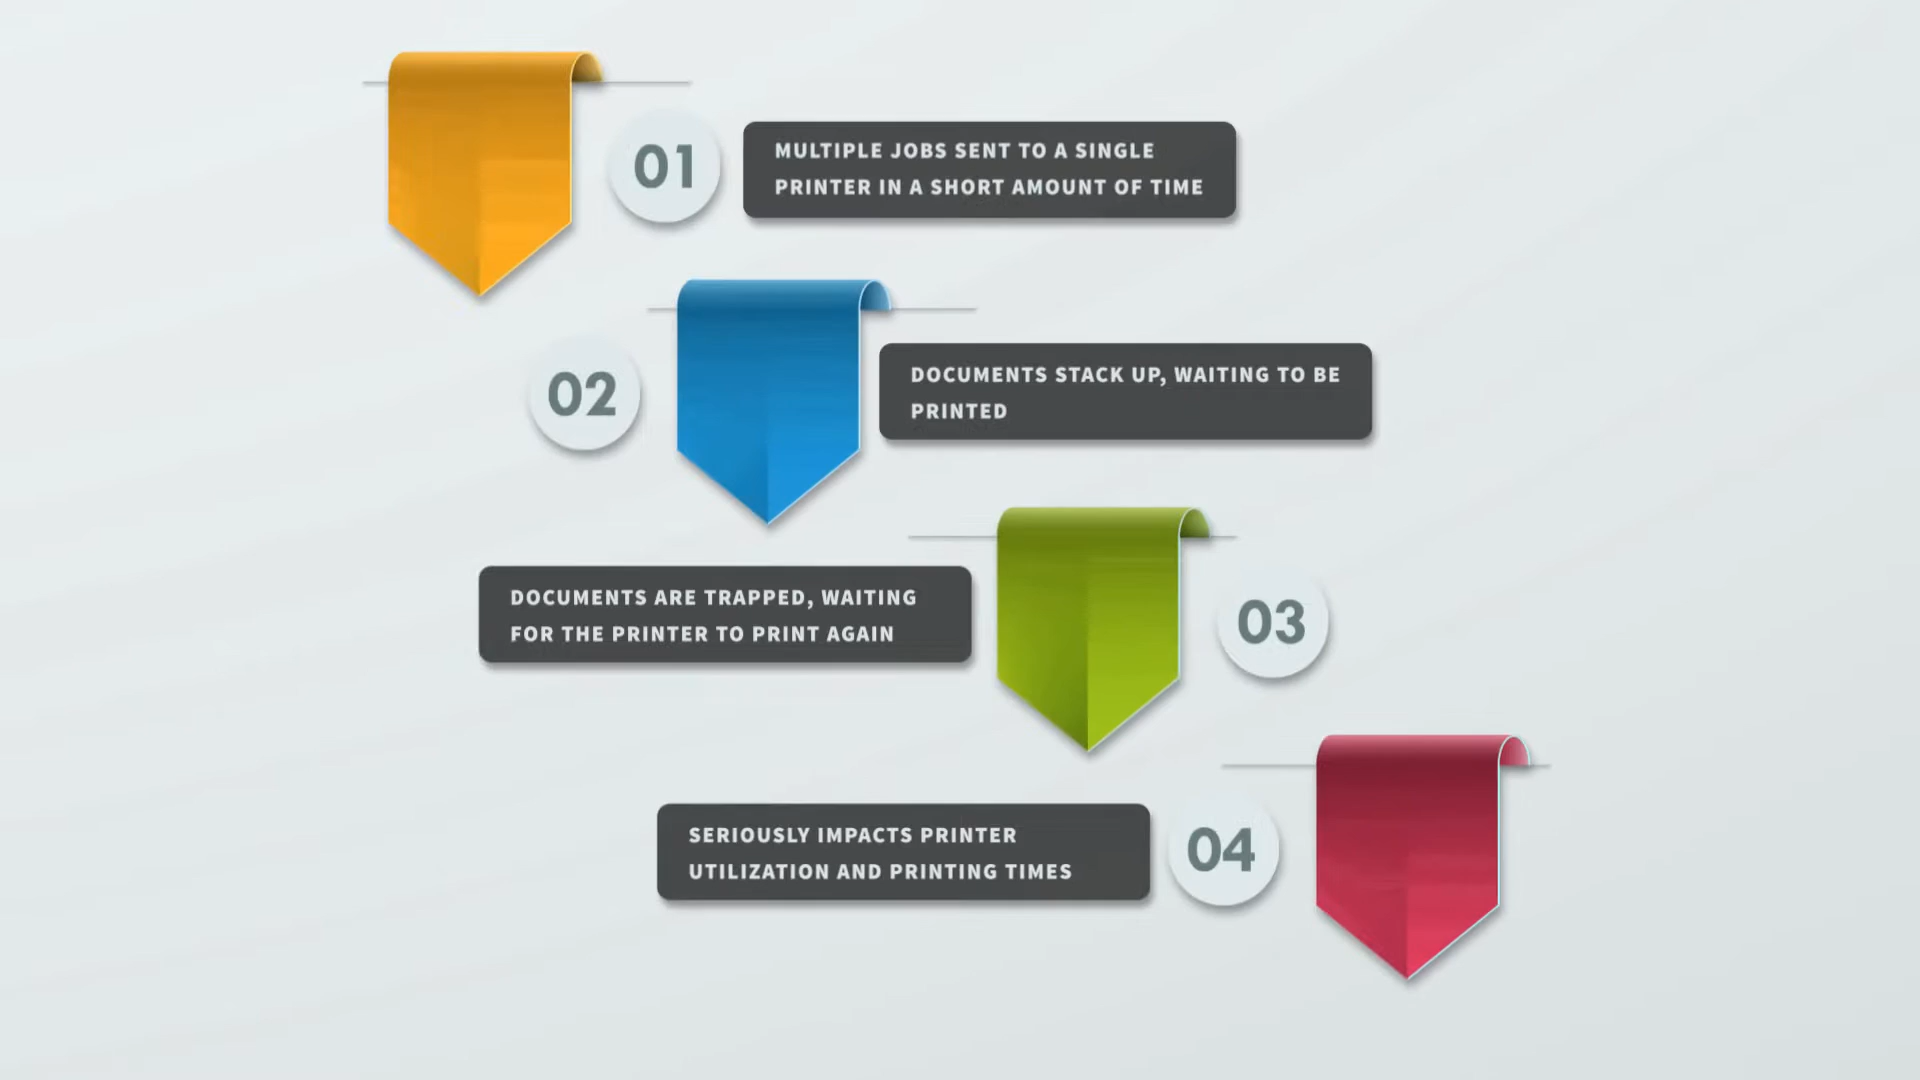 01
MULTIPLE JOBS SENT TO A SINGLE
PRINTER IN A SHORT AMOUNT OF TIME
02
DOCUMENTS STACK UP, WAITING TO BE
PRINTED
DOCUMENTS ARE TRAPPED, WAITING
FOR THE PRINTER TO PRINT AGAIN
03
SERIOUSLY IMPACTS PRINTER
UTILIZATION AND PRINTING TIMES
04